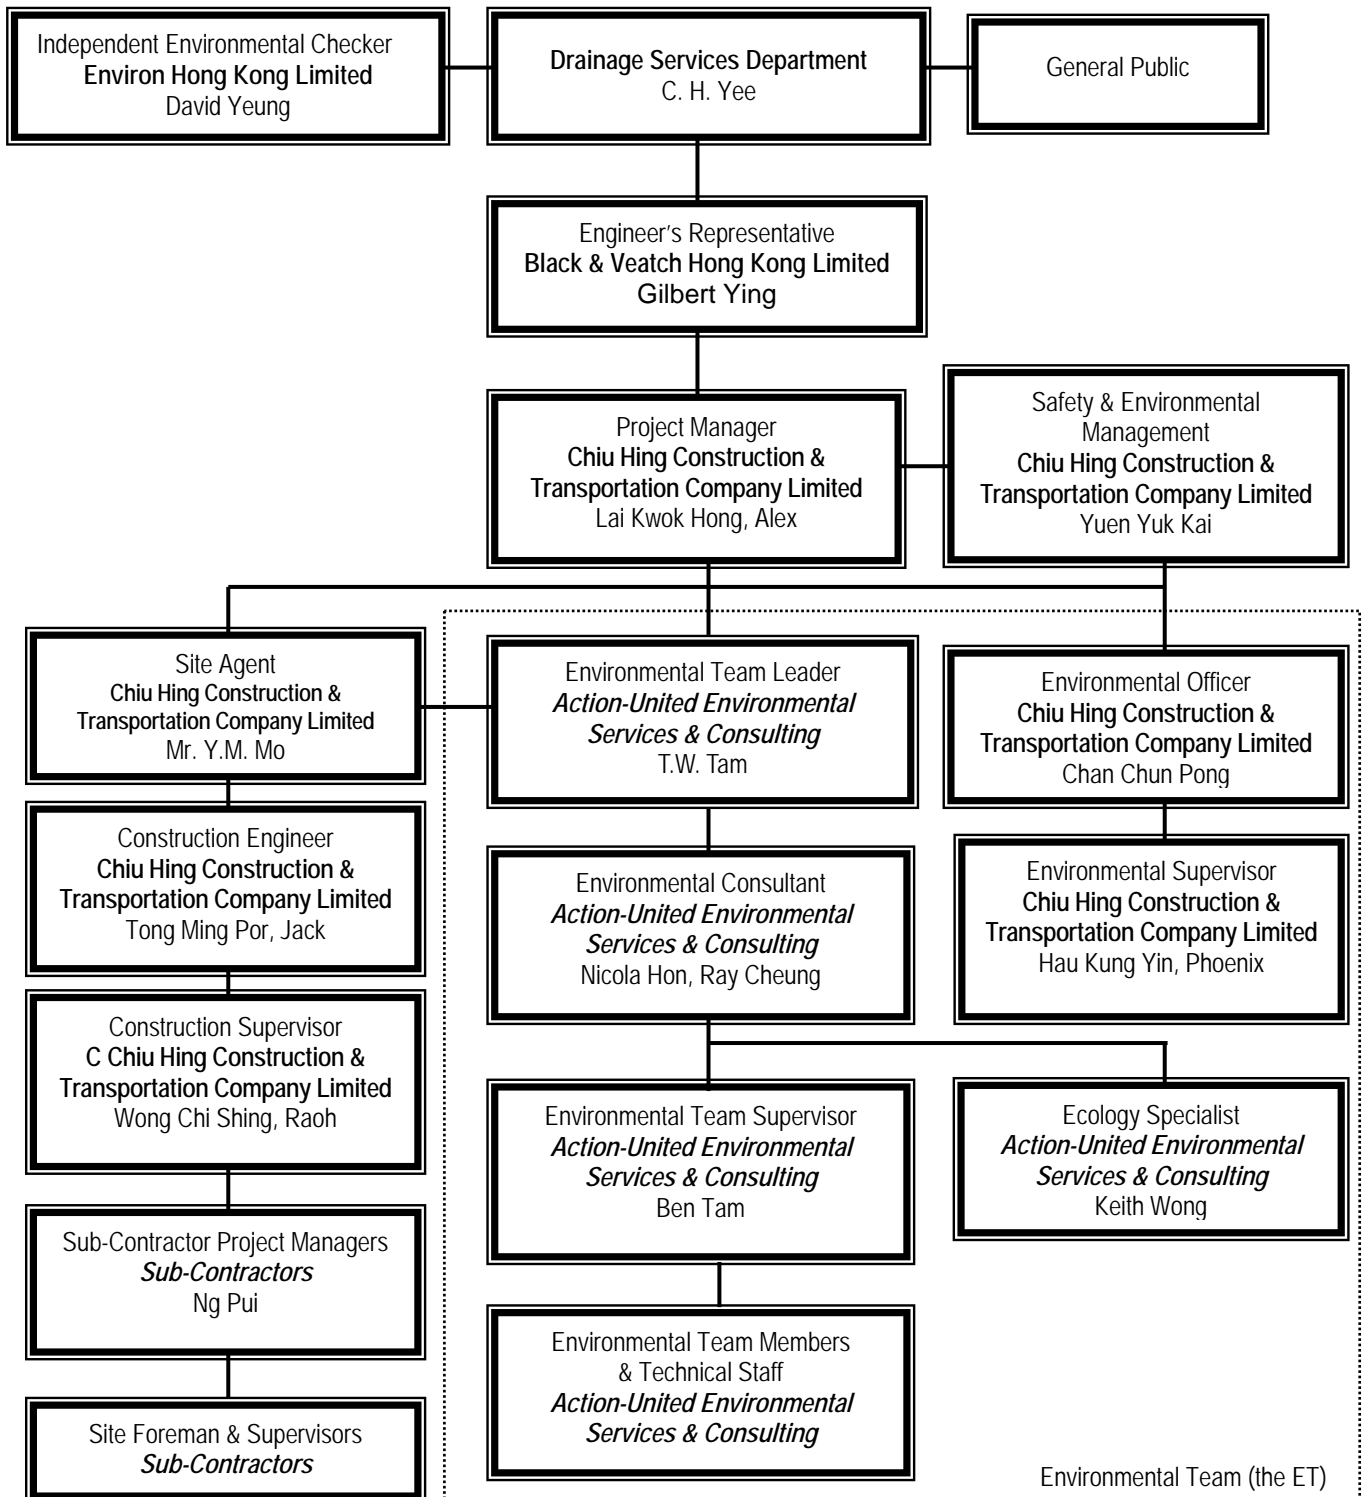 Independent Environmental Checker
Environ Hong Kong Limited
David Yeung
Drainage Services Department
C. H. Yee
General Public
Engineer's Representative
Black & Veatch Hong Kong Limited
Gilbert Ying
Project Manager
Chiu Hing Construction &
Transportation Company Limited
Lai Kwok Hong, Alex
Safety & Environmental
Management
Chiu Hing Construction &
Transportation Company Limited
Yuen Yuk Kai
Site Agent
Chiu Hing Construction &
Transportation Company Limited
Mr. Y.M. Mo
Environmental Team Leader
Action-United Environmental
Services & Consulting
T.W. Tam
Environmental Officer
Chiu Hing Construction &
Transportation Company Limited
Chan Chun Pong
Construction Engineer
Chiu Hing Construction &
Transportation Company Limited
Tong Ming Por, Jack
Environmental Consultant
Action-United Environmental
Services & Consulting
Nicola Hon, Ray Cheung
Environmental Supervisor
Chiu Hing Construction &
Transportation Company Limited
Hau Kung Yin, Phoenix
Construction Supervisor
C Chiu Hing Construction &
Transportation Company Limited
Wong Chi Shing, Raoh
Environmental Team Supervisor
Action-United Environmental
Services & Consulting
Ben Tam
Ecology Specialist
Action-United Environmental
Services & Consulting
Keith Wong
Sub-Contractor Project Managers
Sub-Contractors
Ng Pui
Environmental Team Members
& Technical Staff
Action-United Environmental
Services & Consulting
Site Foreman & Supervisors
Sub-Contractors
Environmental Team (the ET)